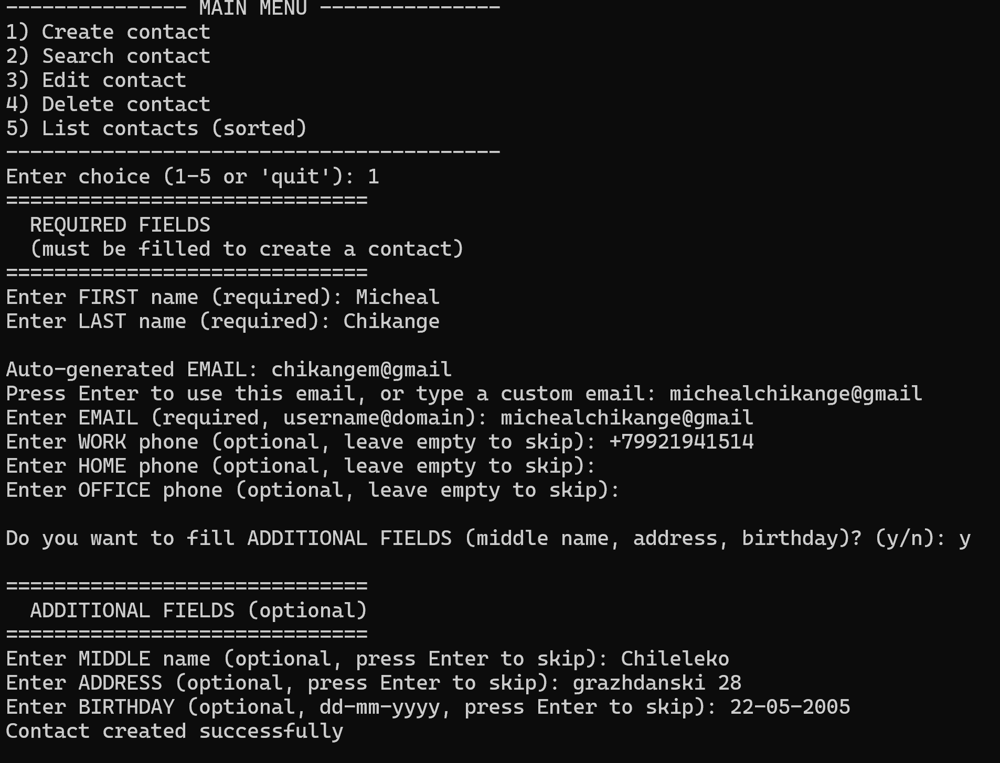 --------------- MAIN MENU ---------------
1) Create contact
2) Search contact
3) Edit contact
4) Delete contact
5) List contacts (sorted)
-----------------------------------------
Enter choice (1-5 or 'quit'): 1
==============================
  REQUIRED FIELDS
  (must be filled to create a contact)
==============================
Enter FIRST name (required): Micheal
Enter LAST name (required): Chikange

Auto-generated EMAIL: chikangem@gmail
Press Enter to use this email, or type a custom email: michealchikange@gmail
Enter EMAIL (required, username@domain): michealchikange@gmail
Enter WORK phone (optional, leave empty to skip): +79921941514
Enter HOME phone (optional, leave empty to skip):
Enter OFFICE phone (optional, leave empty to skip):

Do you want to fill ADDITIONAL FIELDS (middle name, address, birthday)? (y/n): y

==============================
  ADDITIONAL FIELDS (optional)
==============================
Enter MIDDLE name (optional, press Enter to skip): Chileleko
Enter ADDRESS (optional, press Enter to skip): grazhdanski 28
Enter BIRTHDAY (optional, dd-mm-yyyy, press Enter to skip): 22-05-2005
Contact created successfully